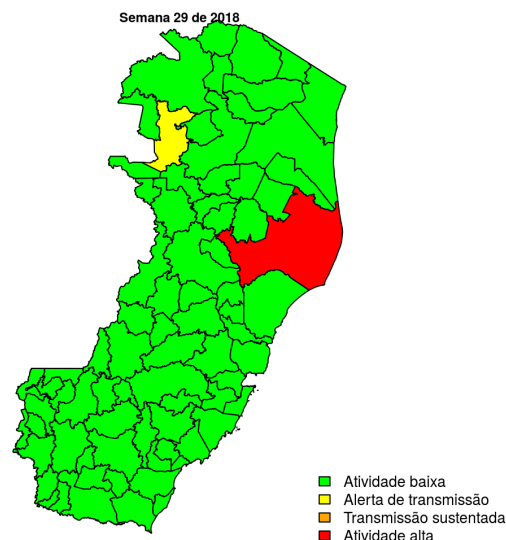 Semana 29 de 2018
Atividade baixa
Alerta de transmissão
Transmissão sustentada
Atividade alta